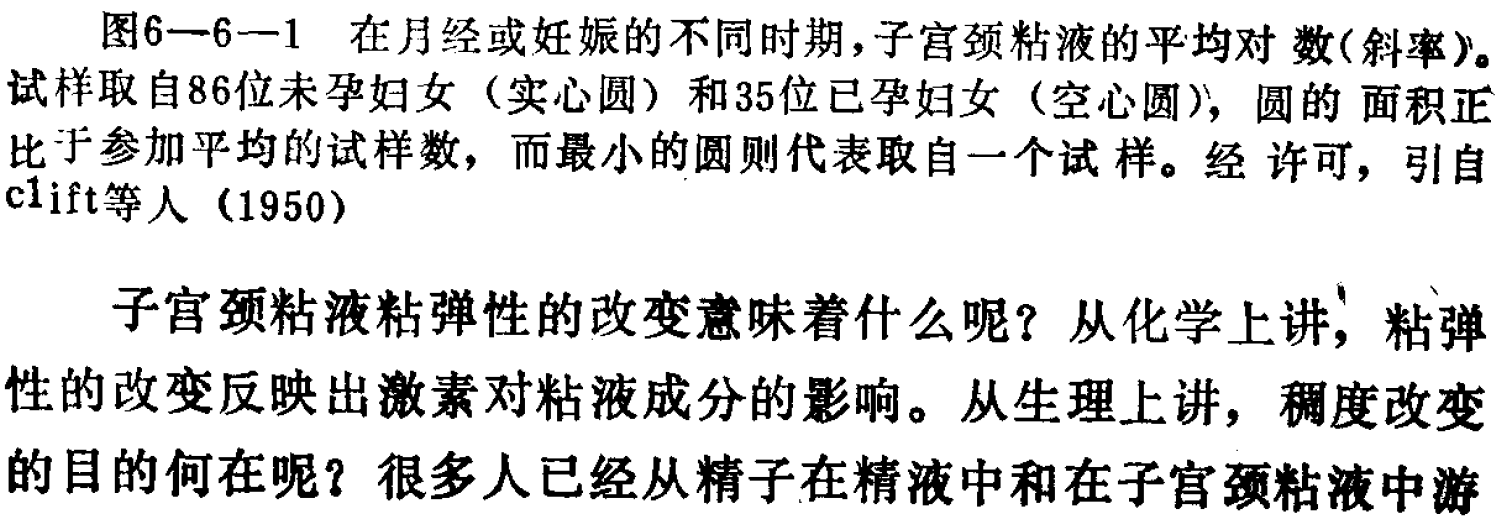 图6—6—1 在月经或妊娠的不同时期，子宫颈粘液的平均对数(斜率)。
试样取自86位未孕妇女（实心圆）和35位已孕妇女（空心圆），圆的面积正
比于参加平均的试样数，而最小的圆则代表取自一个试样。经许可，引自
clift等人（1950）
子宫颈粘液粘弹性的改变意味着什么呢？从化学上讲，粘弹
性的改变反映出激素对粘液成分的影响。从生理上讲，稠度改变
的目的何在呢？很多人已经从精子在精液中和在子宫颈粘液中游